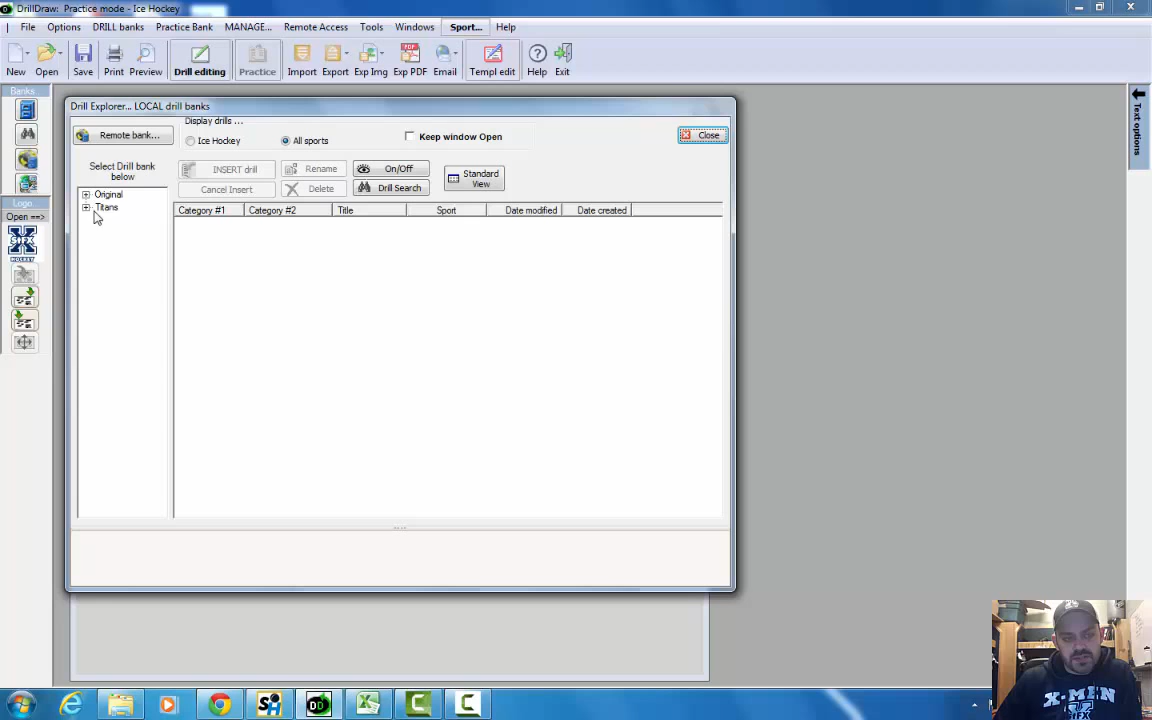 DrillDraw: Practice mode - Ice Hockey
File Options DRILL banks Practice Bank MANAGE... Remote Access Tools Windows Sport... Help
New Open Save Print Preview Drill editing Practice Import Export Exp Img Exp PDF Email Templ edit Help Exit
Banks
Drill Explorer... LOCAL drill banks
Text options
Display drills ...
Remote bank...
Ice Hockey
All sports
Keep window Open
Close
Select Drill bank
below
INSERT drill
Rename
On/Off
Standard
View
Cancel Insert
Delete
Drill Search
Original
Titans
Logo
Open ==>
Category #1 Category #2 Title Sport Date modified Date created
X
STFX
HOCKEY
X-MEN
DD